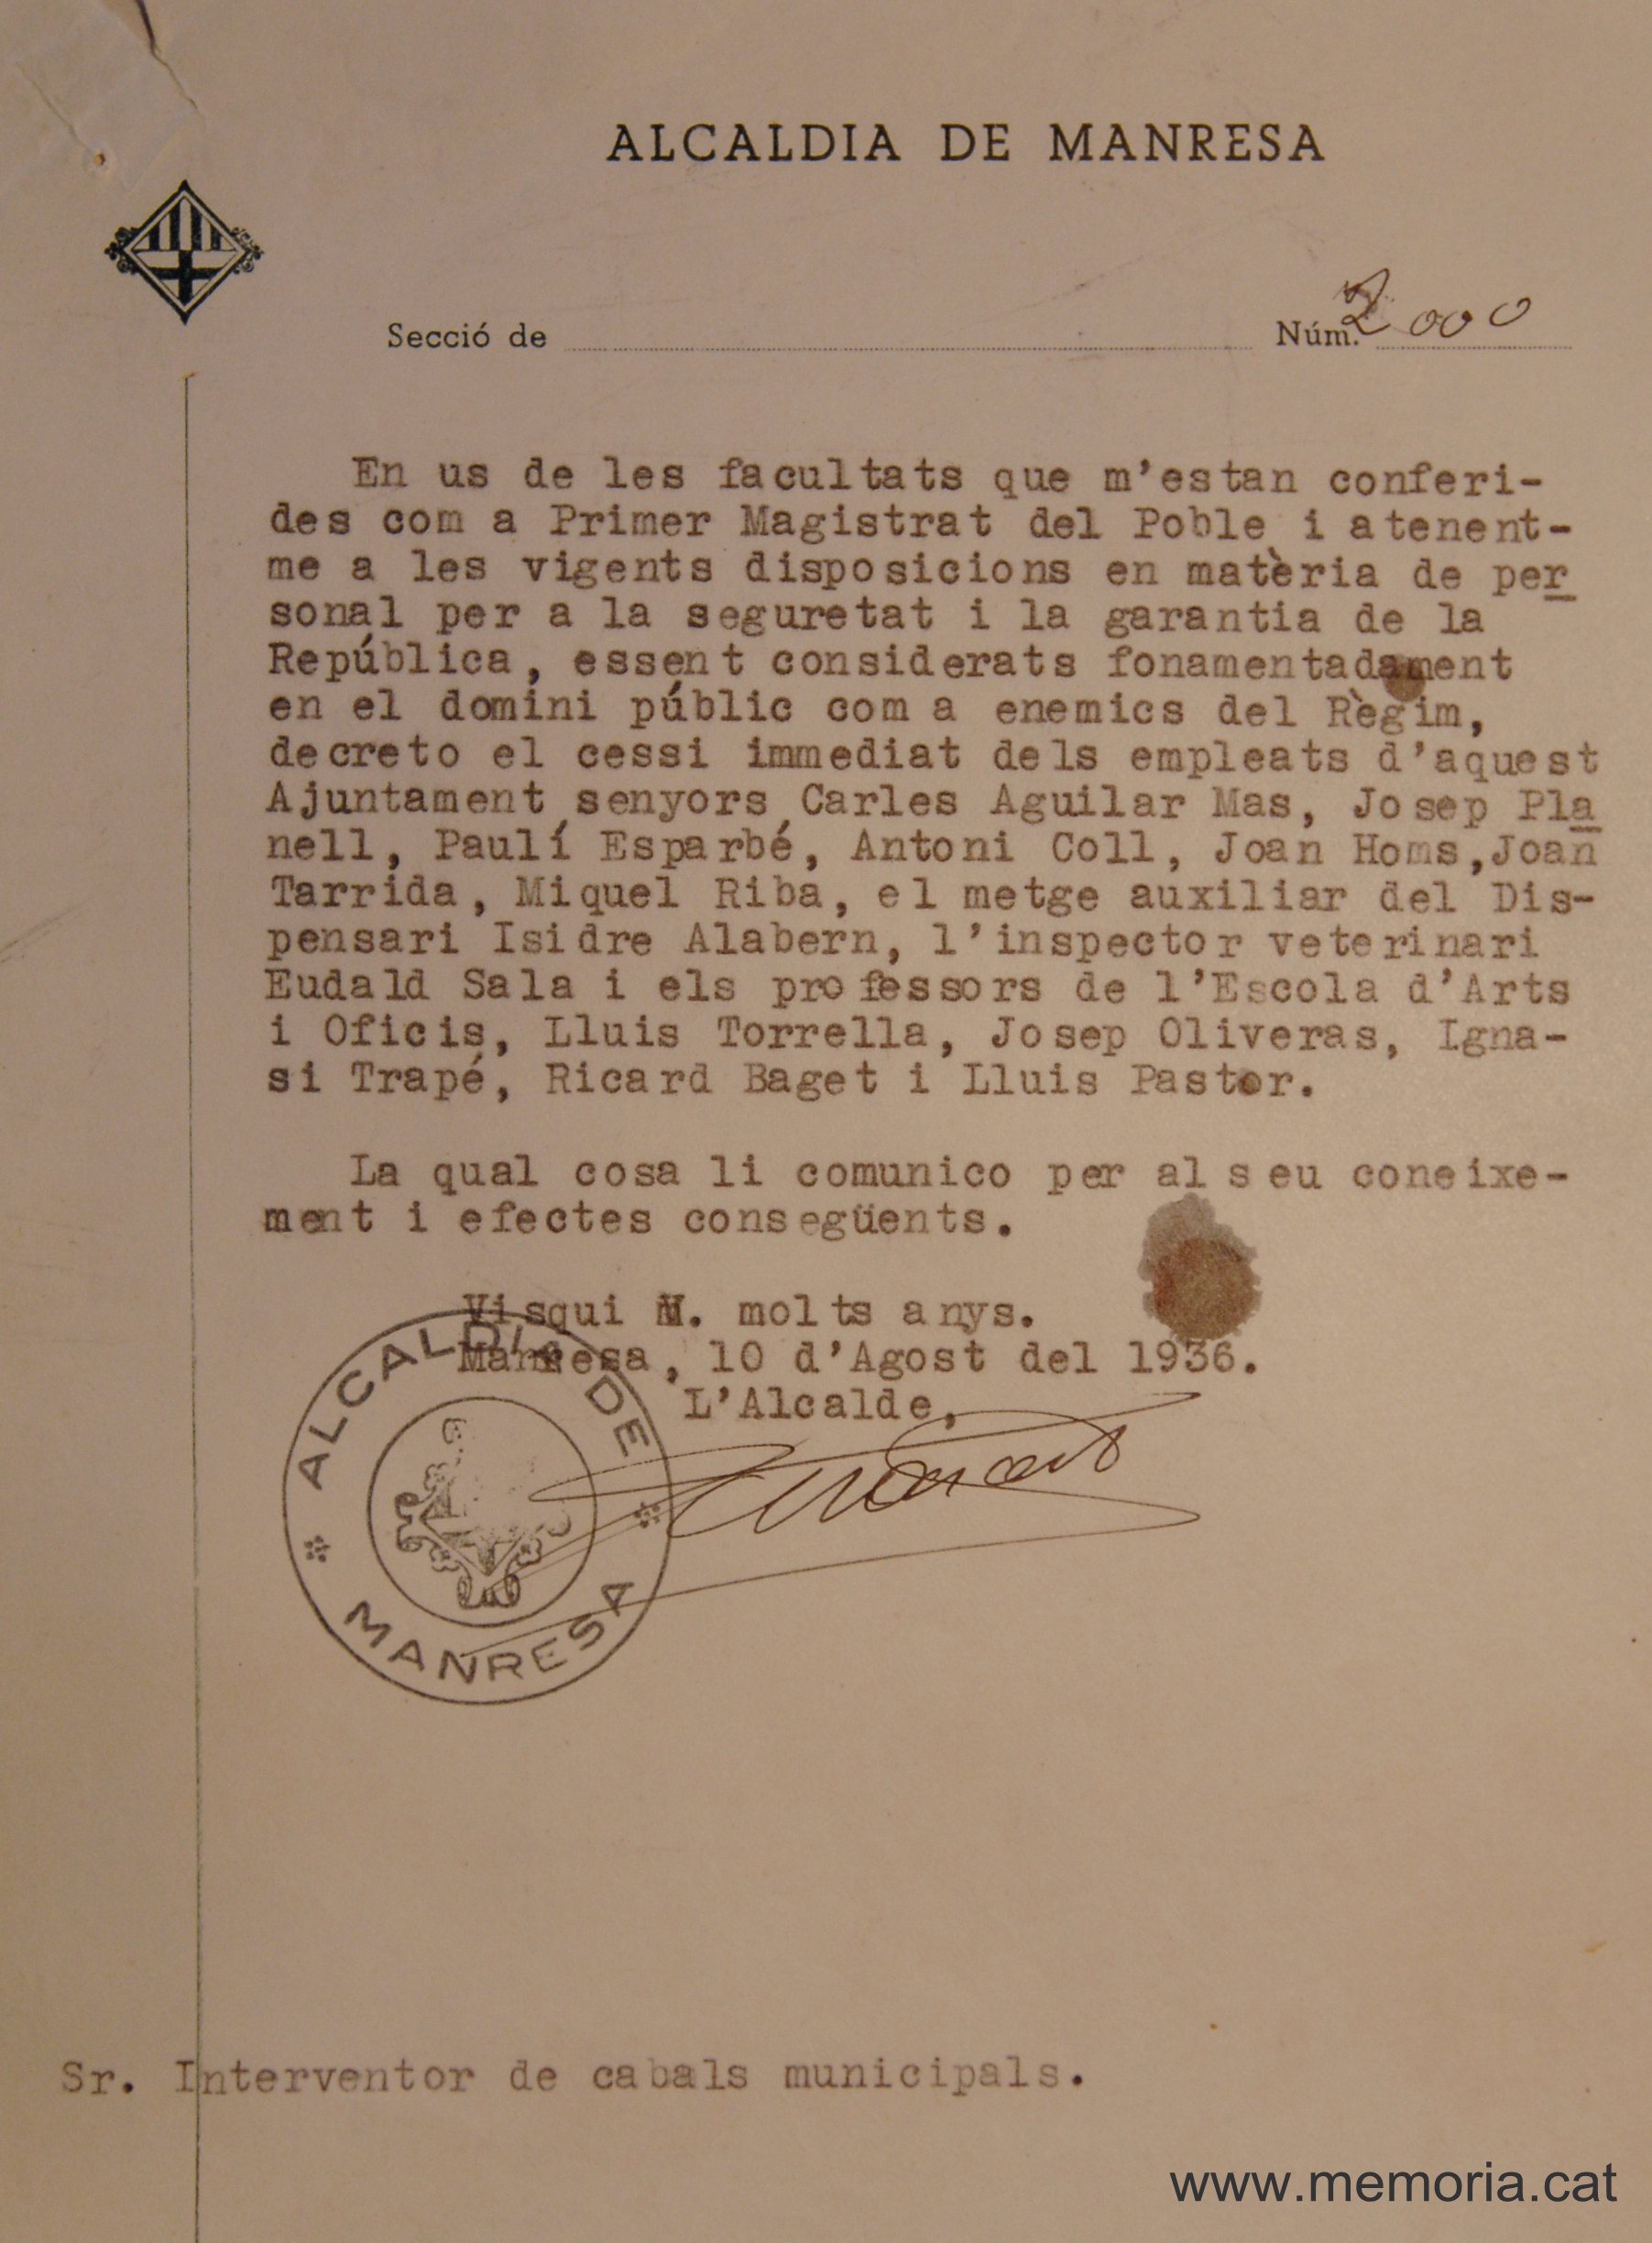 ALCALDIA DE MANRESA
Secció de
Núm. 2000
En us de les facultats que m'estan conferi-
des com a Primer Magistrat del Poble i atenent-
me a les vigents disposicions en matèria de per
sonal per a la seguretat i la garantia de la
República, essent considerats fonamentadament
en el domini públic com a enemics del Règim,
decreto el cessi immediat dels empleats d'aquest
Ajuntament senyors Carles Aguilar Mas, Josep Pla
nell, Paulí Esparbé, Antoni Coll, Joan Homs, Joan
Tarrida, Miquel Riba, el metge auxiliar del Dis-
pensari Isidre Alabern, l'inspector veterinari
Eudald Sala i els professors de l'Escola d'Arts
i Oficis, Lluis Torrella, Josep Oliveras, Igna-
si Trapé, Ricard Baget i Lluis Pastor.
La qual cosa li comunico per al seu coneixe-
ment i efectes consegüents.
Visqui molts anys.
Manresa, 10 d'Agost del 1936.
L'Alcalde,
ALCALDIA DE
MANRESA
Sr. Interventor de cabals municipals.
www.memoria.cat